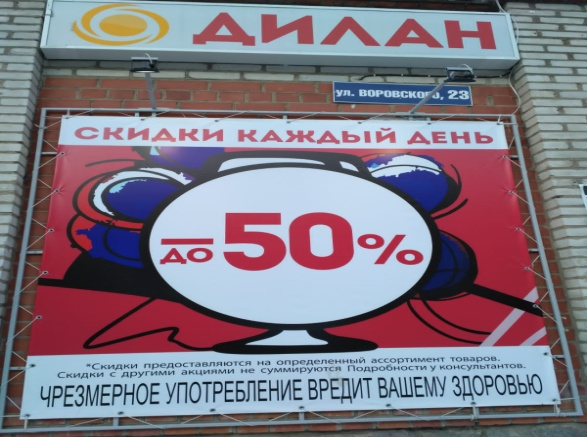 ДИЛАН
ул. ВОРОВСКОГО, 23
СКИДКИ КАЖДЫЙ ДЕНЬ
ДО 50%
*Скидки предоставляются на определенный ассортимент товаров.
Скидки с другими акциями не суммируются Подробности у консультантов.
ЧРЕЗМЕРНОЕ УПОТРЕБЛЕНИЕ ВРЕДИТ ВАШЕМУ ЗДОРОВЬЮ